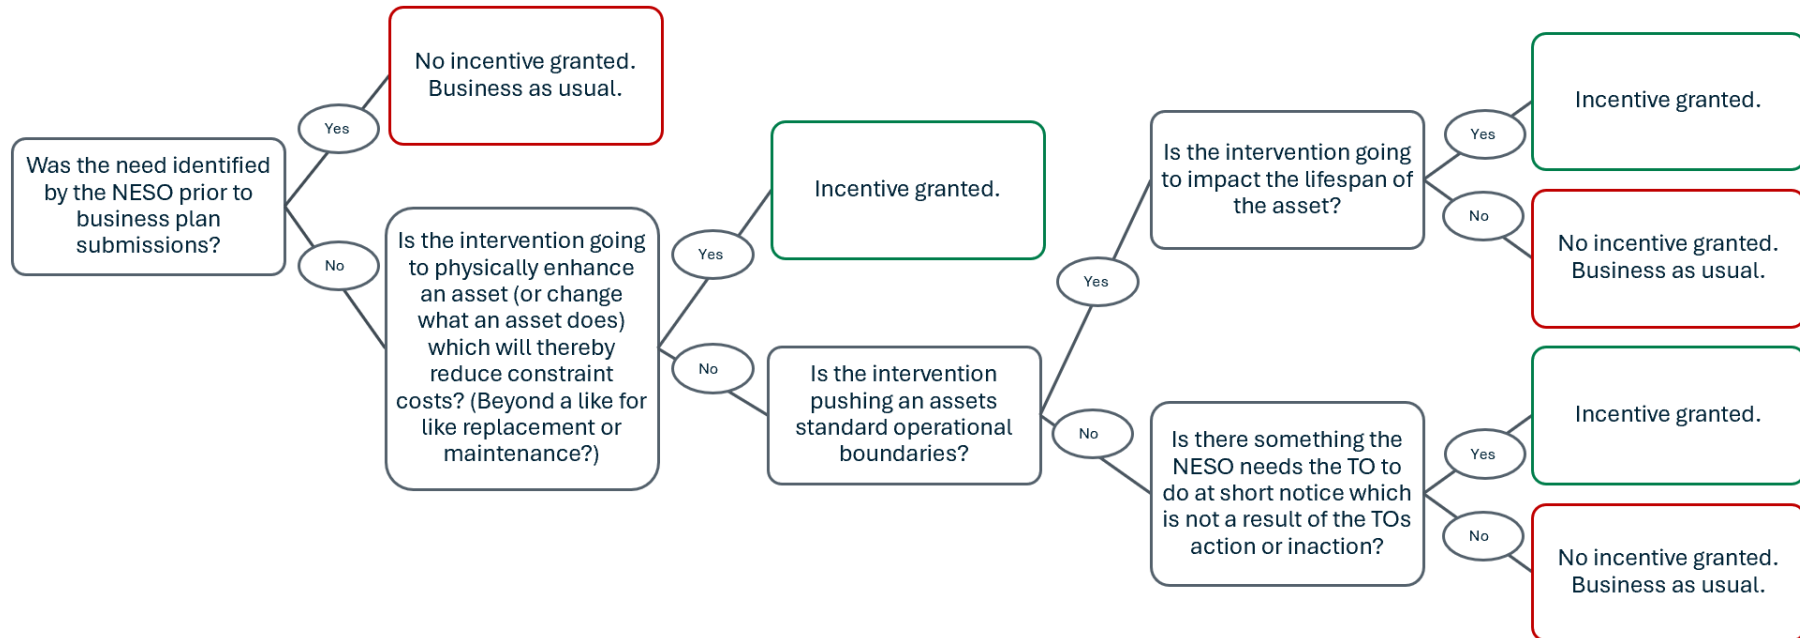 Was the need identified
by the NESO prior to
business plan
submissions?
Yes
No incentive granted.
Business as usual.
No
Is the intervention going
to physically enhance
an asset (or change
what an asset does)
which will thereby
reduce constraint
costs? (Beyond a like for
like replacement or
maintenance?)
Yes
Incentive granted.
No
Is the intervention
pushing an assets
standard operational
boundaries?
Yes
Is the intervention going
to impact the lifespan of
the asset?
Yes
Incentive granted.
No
No incentive granted.
Business as usual.
No
Is there something the
NESO needs the TO to
do at short notice which
is not a result of the TOs
action or inaction?
Yes
Incentive granted.
No
No incentive granted.
Business as usual.